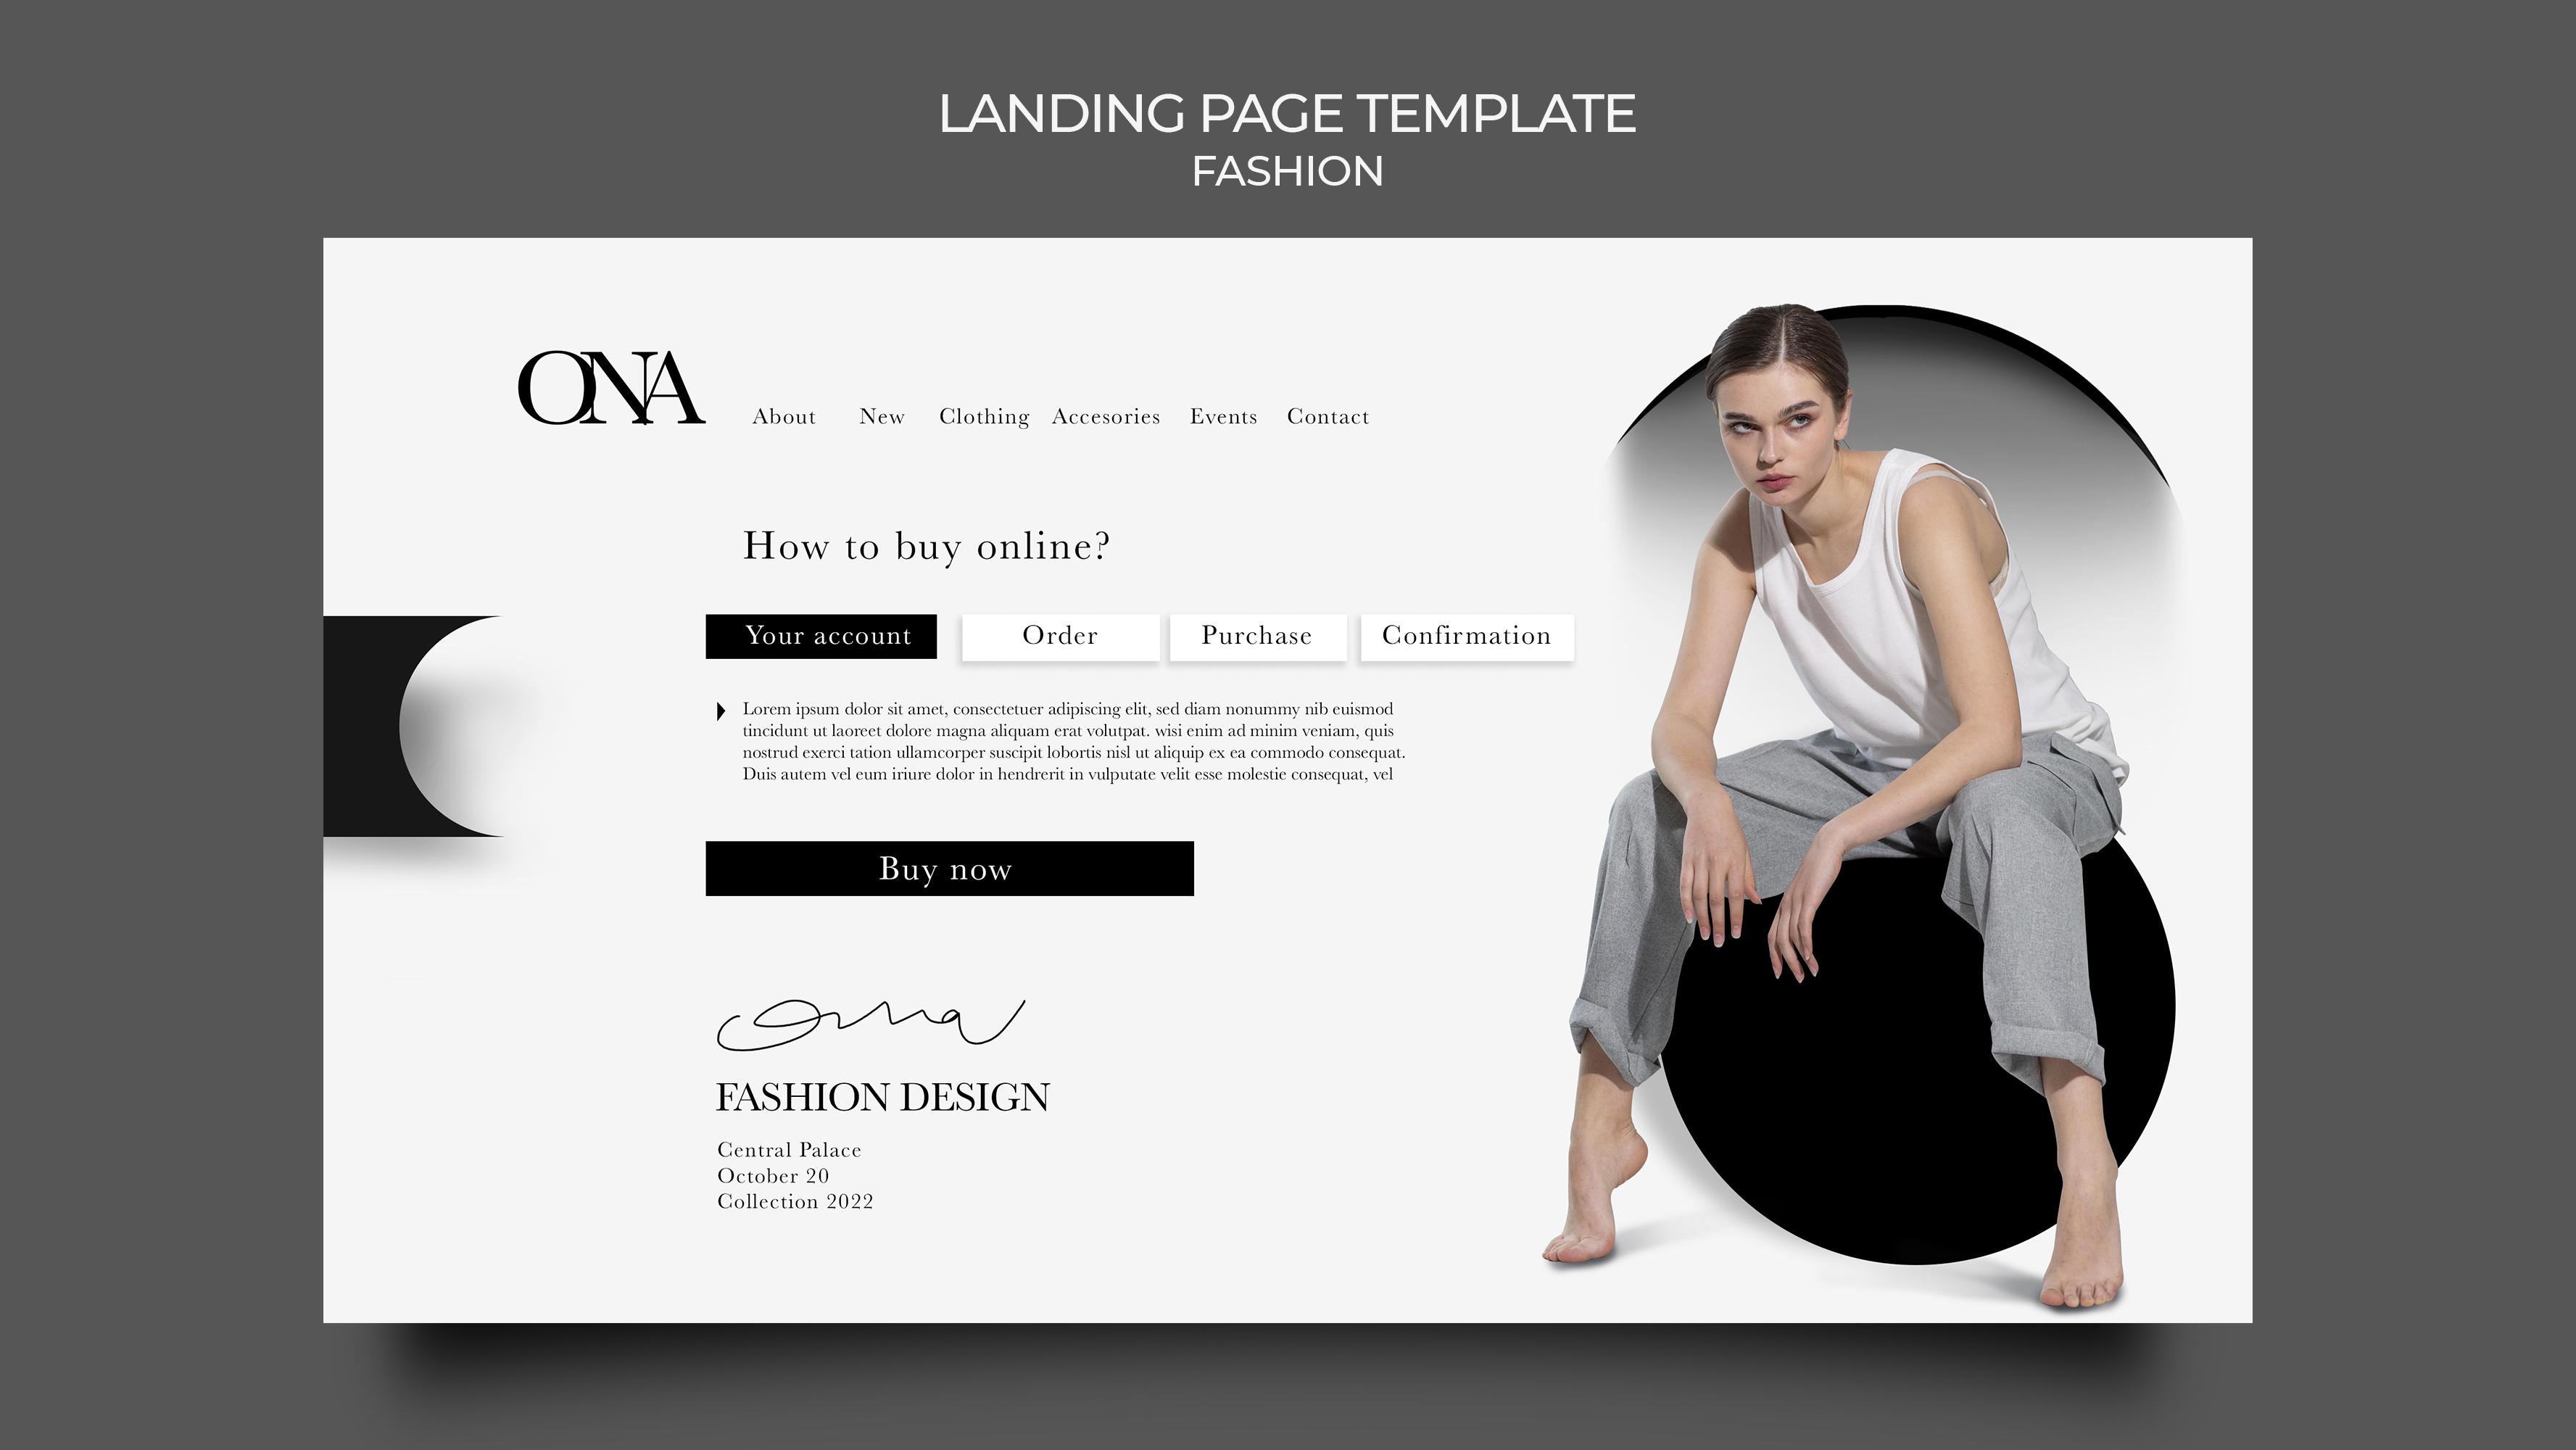 LANDING PAGE TEMPLATE
FASHION
ONA
About New Clothing Accesories Events Contact
How to buy online?
Your account Order Purchase Confirmation
Lorem ipsum dolor sit amet, consectetuer adipiscing elit, sed diam nonummy nib euismod
tincidunt ut laoreet dolore magna aliquam erat volutpat. wisi enim ad minim veniam, quis
nostrud exerci tation ullamcorper suscipit lobortis nisl ut aliquip ex ea commodo consequat.
Duis autem vel eum iriure dolor in hendrerit in vulputate velit esse molestie consequat, vel
Buy now
ona
FASHION DESIGN
Central Palace
October 20
Collection 2022